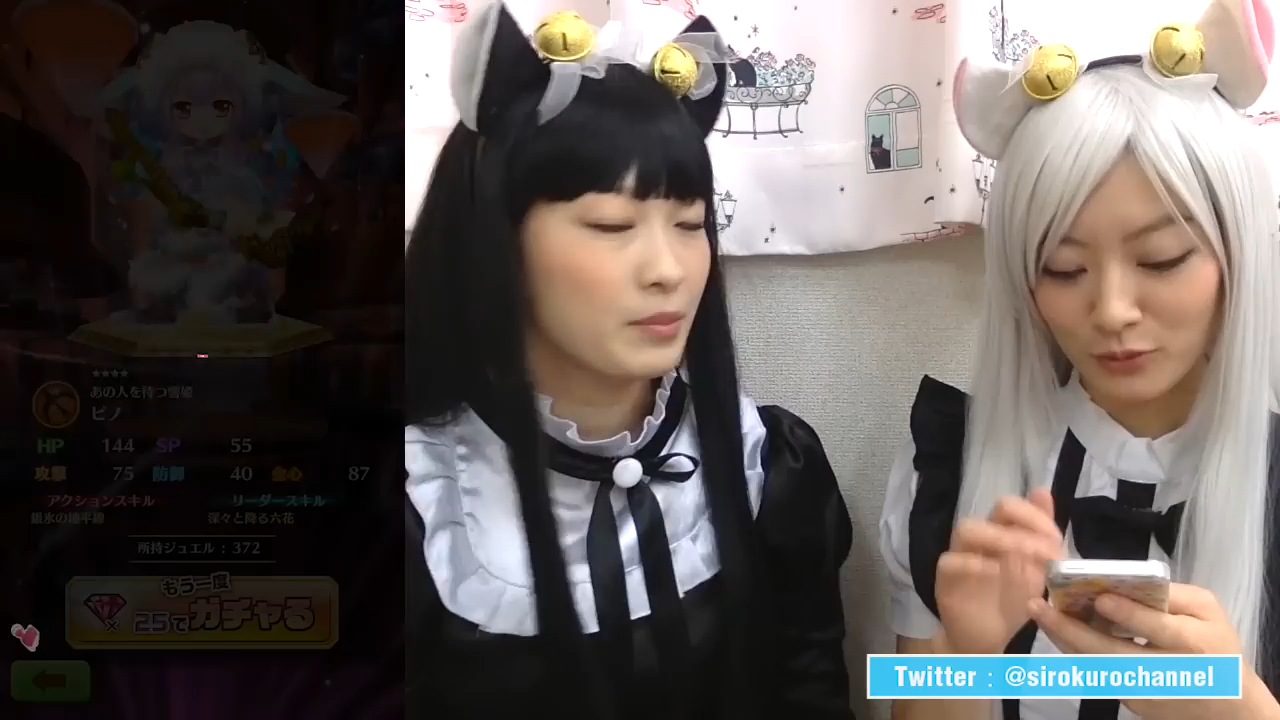 ★★★★
あの人を待つ雪姫
ピノ
HP 144 SP 55
攻撃 75 防御 40 会心 87
アクションスキル リーダースキル
銀氷の地平線 深々と降る六花
所持ジュエル：372
もう一度
×25でガチャる
Twitter : @sirokurochannel